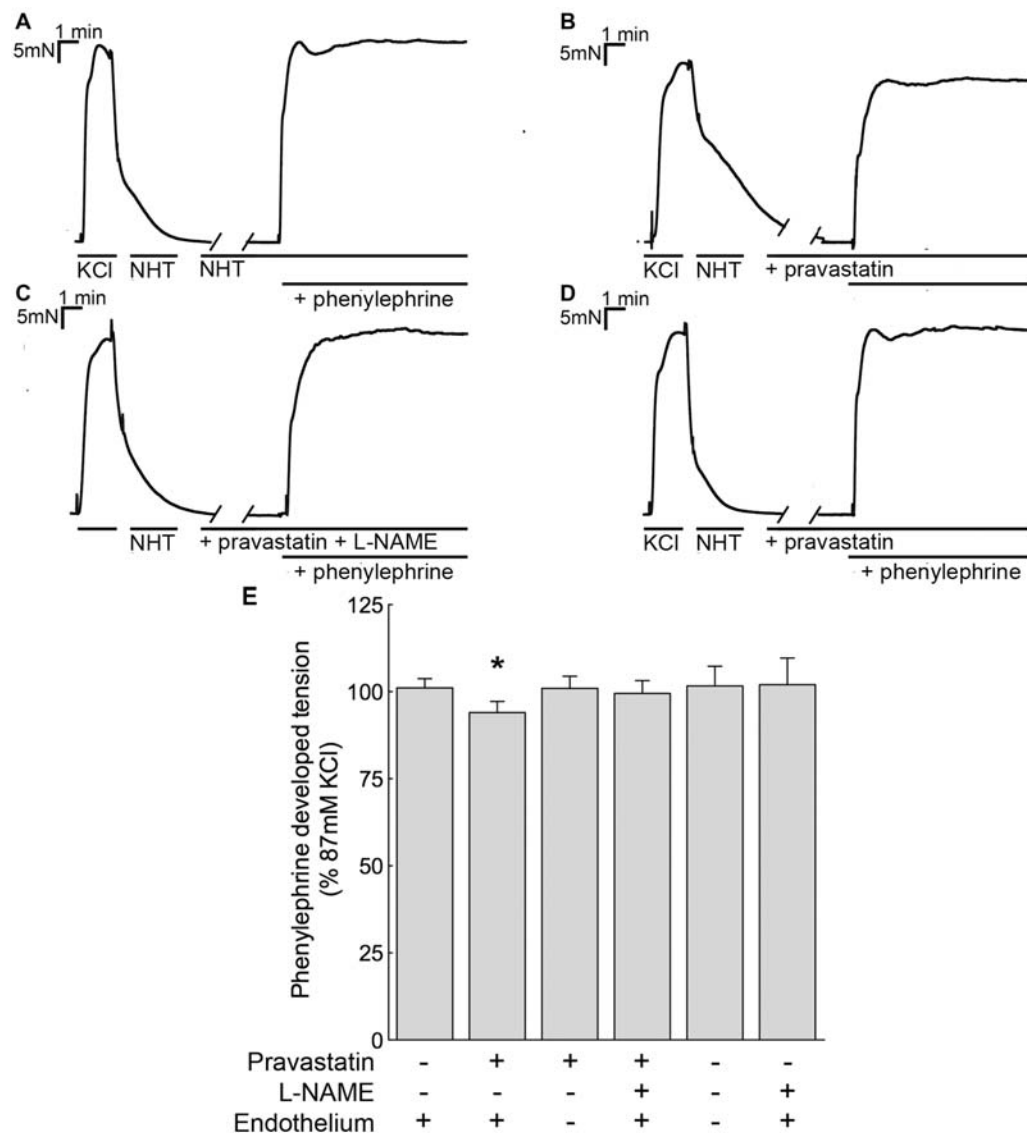 A
1 min
5mN
KCl
NHT
NHT
+ phenylephrine
B
1 min
5mN
KCl
NHT
+ pravastatin
C
1 min
5mN
NHT
+ pravastatin + L-NAME
+ phenylephrine
D
1 min
5mN
KCl
NHT
+ pravastatin
+ phenylephrine
E
Phenylephrine developed tension
(% 87mM KCl)
125
100
75
50
25
0
*
Pravastatin - + + + - -
L-NAME - - - + - +
Endothelium + + - + - +